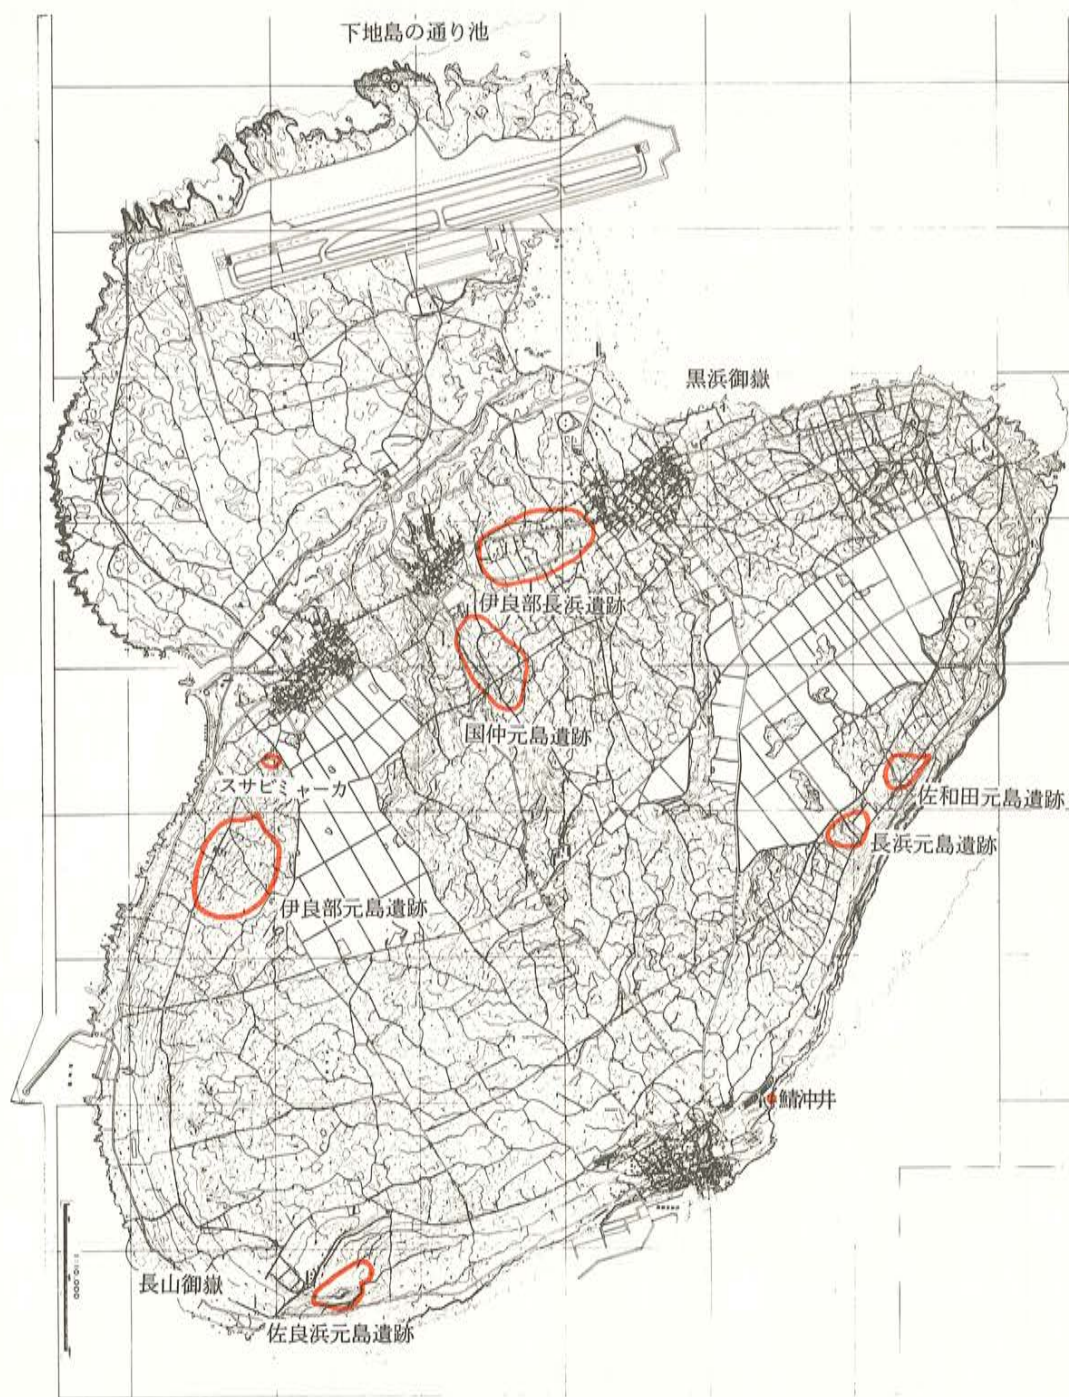 下地島の通り池
黒浜御嶽
伊良部長浜遺跡
国仲元島遺跡
スサビミャーカ
佐和田元島遺跡
長浜元島遺跡
伊良部元島遺跡
鯖沖井
長山御嶽
佐良浜元島遺跡
1:10,000